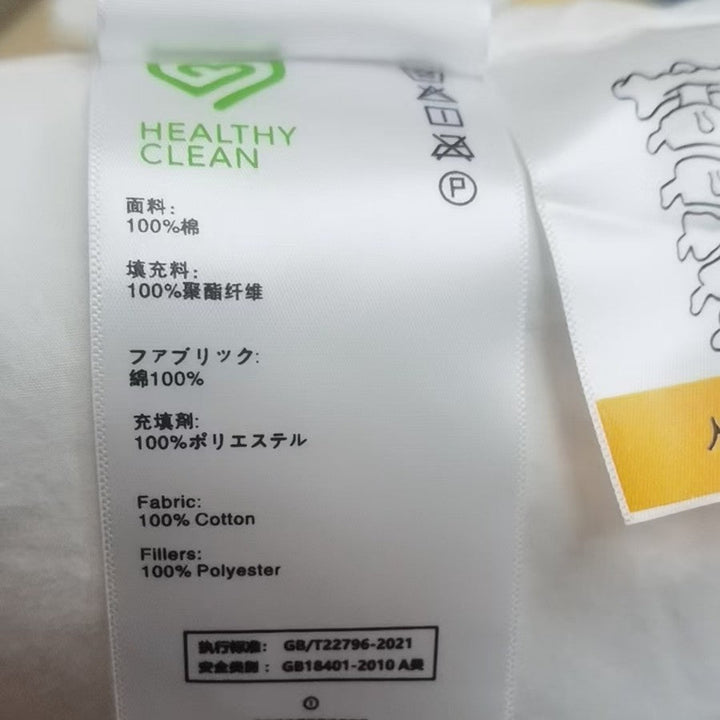 HEALTHY
CLEAN
P
面料:
100%棉
填充料:
100%聚酯纤维
ファブリック:
綿100%
充填剤:
100%ポリエステル
Fabric:
100% Cotton
Fillers:
100% Polyester
执行标准: GB/T22796-2021
安全类别: GB18401-2010 A类